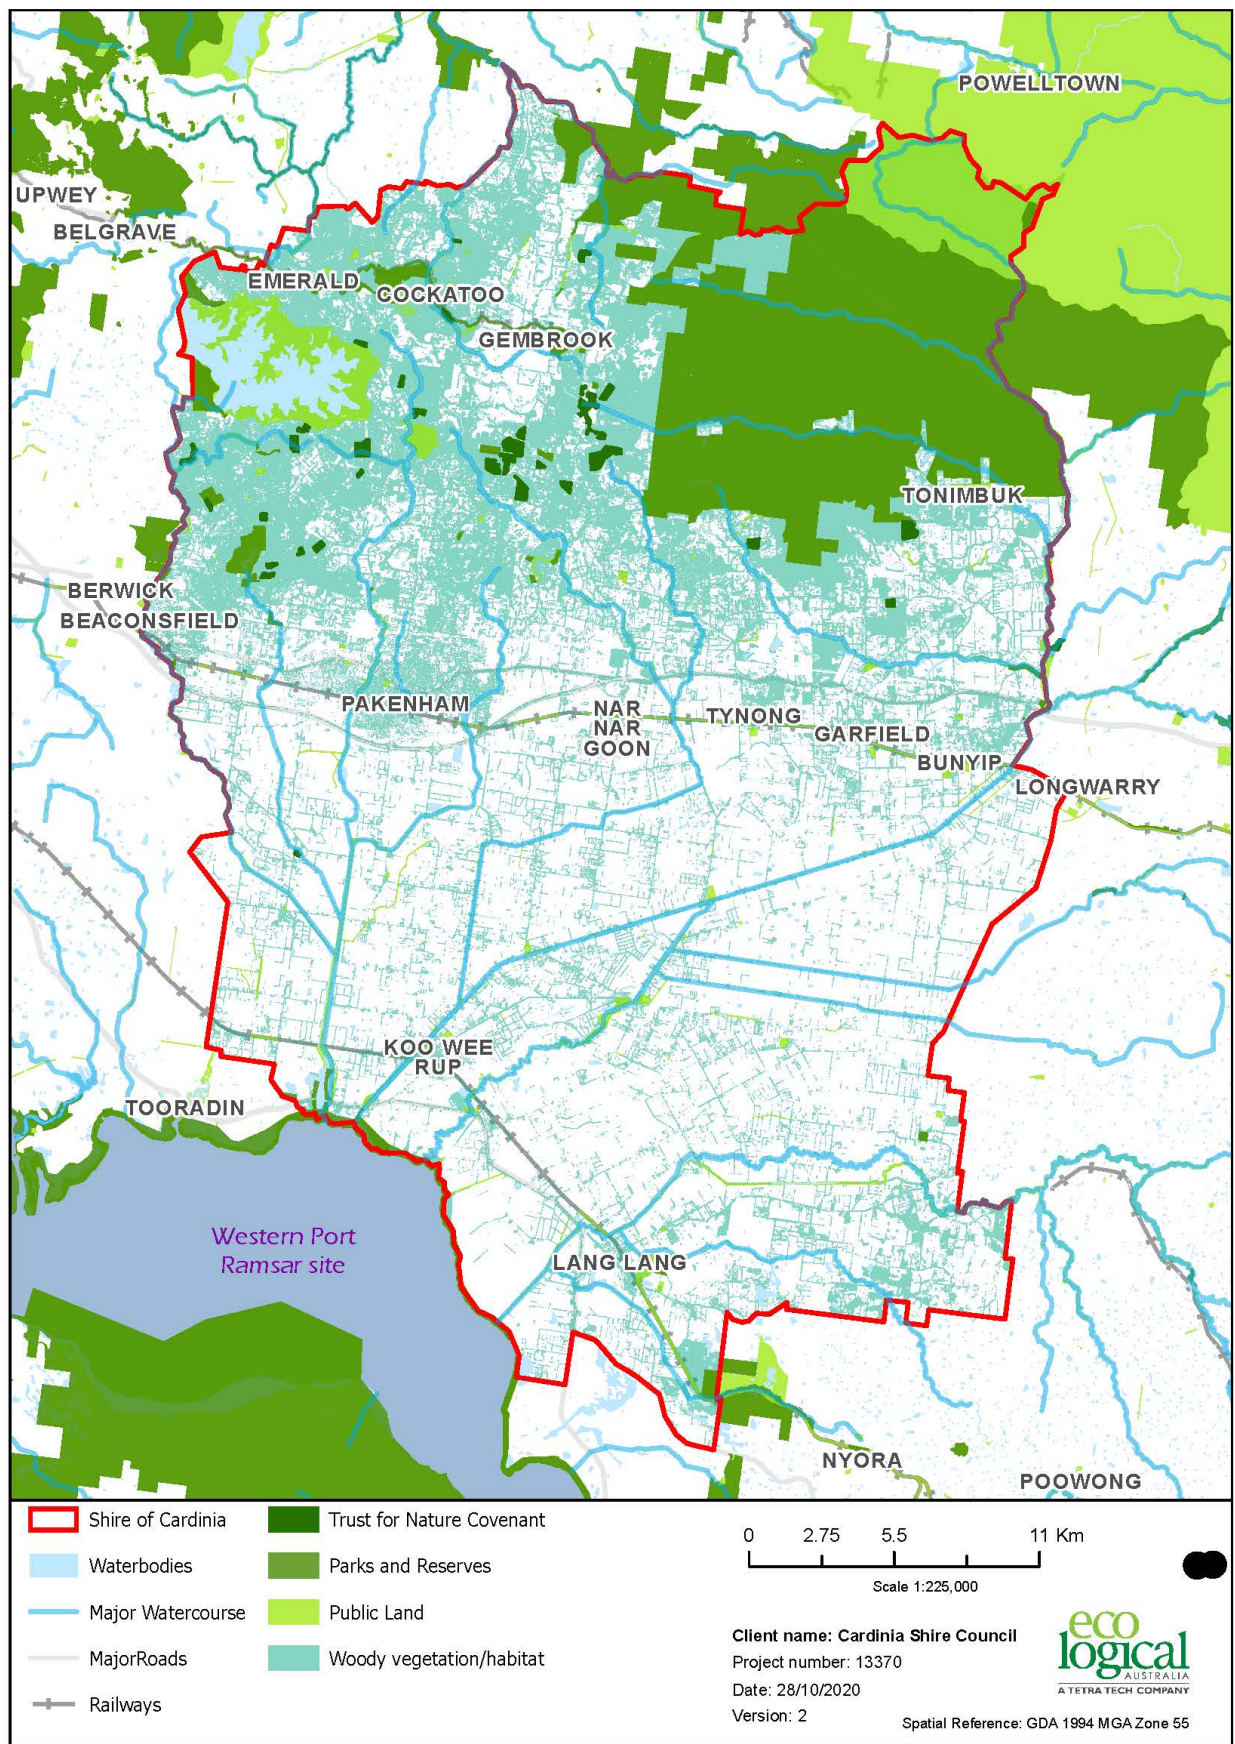 POWELLTOWN
UPWEY
BELGRAVE
EMERALD
COCKATOO
GEMBROOK
TONIMBUK
BERWICK
BEACONSFIELD
PAKENHAM
NAR
NAR
GOON
TYNONG
GARFIELD
BUNYIP
LONGWARRY
KOO WEE
RUP
TOORADIN
Western Port
Ramsar site
LANG LANG
NYORA
POOWONG
Shire of Cardinia
Waterbodies
Major Watercourse
MajorRoads
Railways
Trust for Nature Covenant
Parks and Reserves
Public Land
Woody vegetation/habitat
0 2.75 5.5 11 Km
Scale 1:225,000
Client name: Cardinia Shire Council
Project number: 13370
Date: 28/10/2020
Version: 2
eco
logical
AUSTRALIA
A TETRA TECH COMPANY
Spatial Reference: GDA 1994 MGA Zone 55